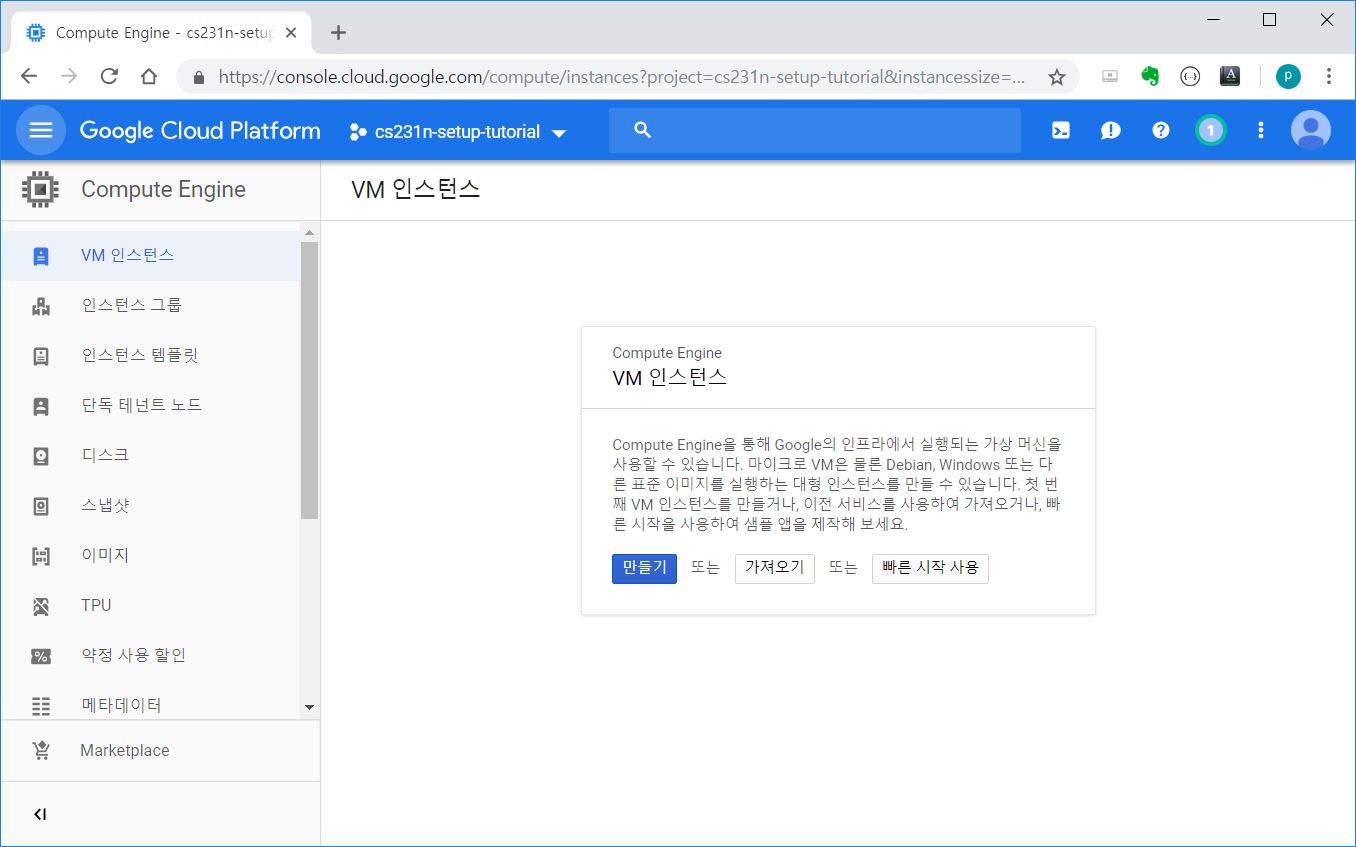 Compute Engine - cs231n-setup
https://console.cloud.google.com/compute/instances?project=cs231n-setup-tutorial&instancessize=...
p
Google Cloud Platform
cs231n-setup-tutorial
1
Compute Engine
VM 인스턴스
VM 인스턴스
인스턴스 그룹
인스턴스 템플릿
단독 테넌트 노드
디스크
스냅샷
이미지
TPU
약정 사용 할인
메타데이터
Marketplace
Compute Engine
VM 인스턴스
Compute Engine을 통해 Google의 인프라에서 실행되는 가상 머신을
사용할 수 있습니다. 마이크로 VM은 물론 Debian, Windows 또는 다
른 표준 이미지를 실행하는 대형 인스턴스를 만들 수 있습니다. 첫 번
째 VM 인스턴스를 만들거나, 이전 서비스를 사용하여 가져오거나, 빠
른 시작을 사용하여 샘플 앱을 제작해 보세요.
만들기 또는 가져오기 또는 빠른 시작 사용